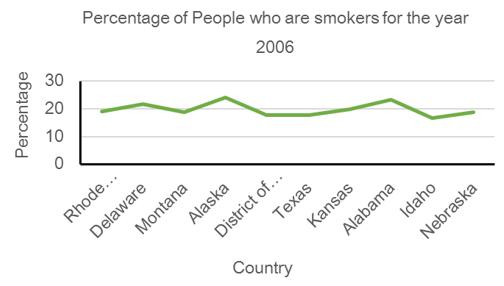 Percentage of People who are smokers for the year
2006
Percentage
30
20
10
0
Rhode…
Delaware
Montana
Alaska
District of…
Texas
Kansas
Alabama
Idaho
Nebraska
Country